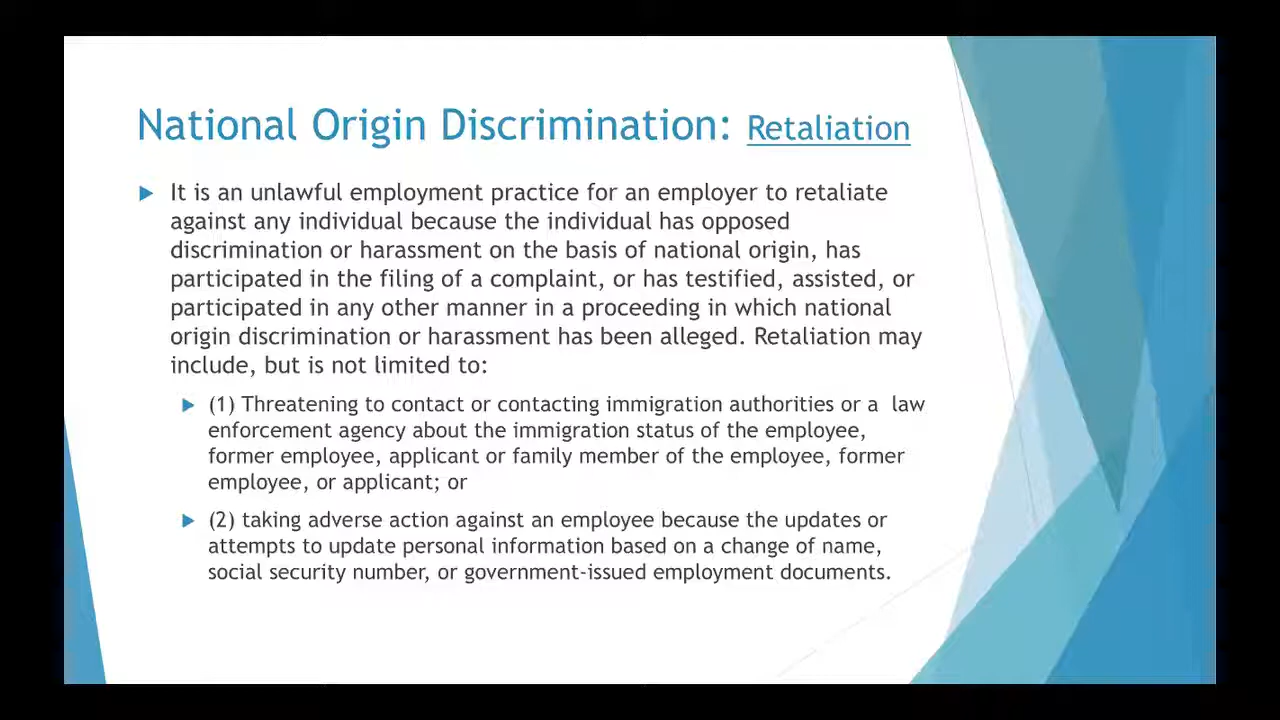 National Origin Discrimination: Retaliation
It is an unlawful employment practice for an employer to retaliate
against any individual because the individual has opposed
discrimination or harassment on the basis of national origin, has
participated in the filing of a complaint, or has testified, assisted, or
participated in any other manner in a proceeding in which national
origin discrimination or harassment has been alleged. Retaliation may
include, but is not limited to:
(1) Threatening to contact or contacting immigration authorities or a law
enforcement agency about the immigration status of the employee,
former employee, applicant or family member of the employee, former
employee, or applicant; or
(2) taking adverse action against an employee because the updates or
attempts to update personal information based on a change of name,
social security number, or government-issued employment documents.